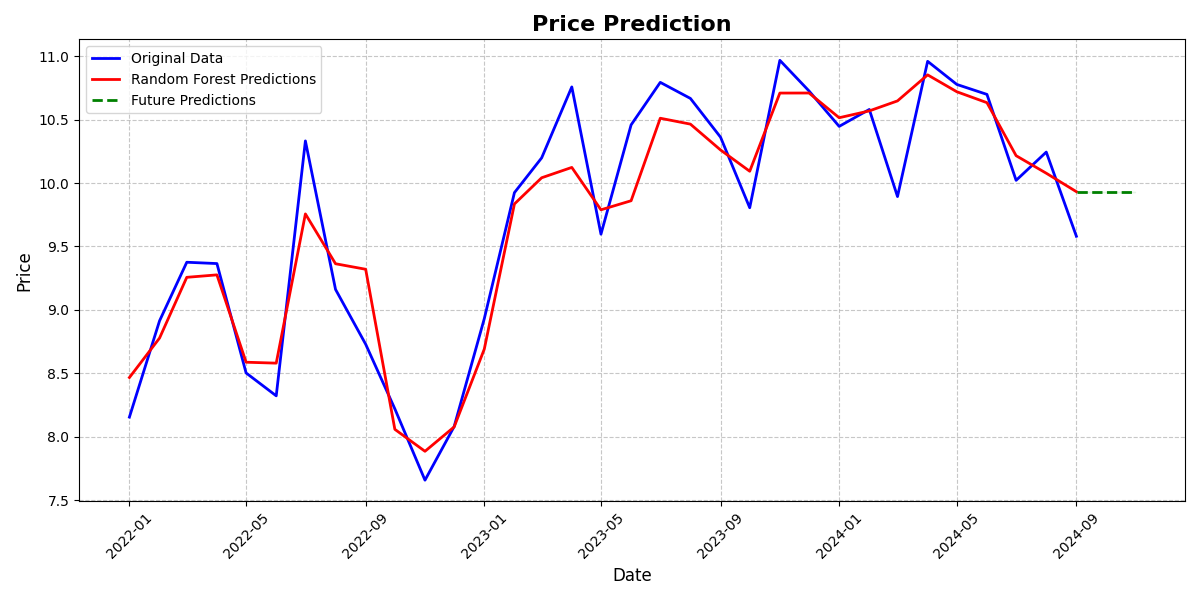 Price Prediction
Original Data
Random Forest Predictions
Future Predictions
Price
11.0
10.5
10.0
9.5
9.0
8.5
8.0
7.5
2022-01
2022-05
2022-09
2023-01
2023-05
2023-09
2024-01
2024-05
2024-09
Date